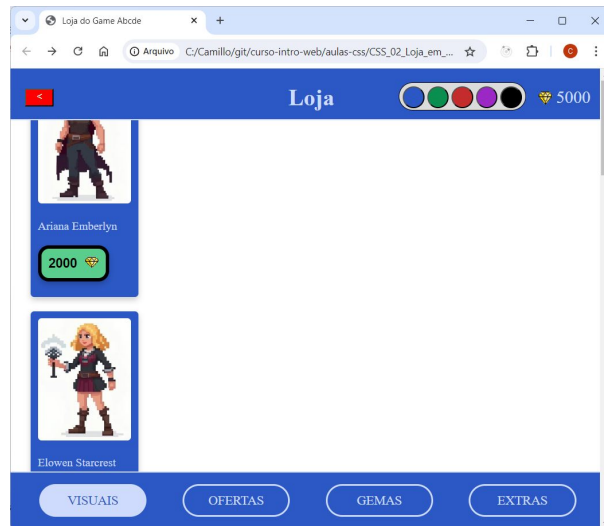 Loja do Game Abcde
Arquivo C:/Camillo/git/curso-intro-web/aulas-css/CSS_02_Loja_em_... C
< Loja 5000
Ariana Emberlyn
2000
Elowen Starcrest
VISUAIS OFERTAS GEMAS EXTRAS